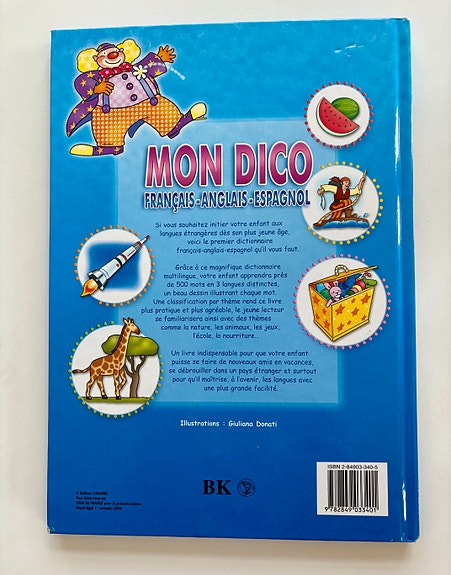 MON DICO
FRANÇAIS-ANGLAIS-ESPAGNOL
Si vous souhaitez initier votre enfant aux
langues étrangères dès son plus jeune âge,
voici le premier dictionnaire
français-anglais-espagnol qu'il vous faut.
Grâce à ce magnifique dictionnaire
multilingue, votre enfant apprendra près
de 500 mots en 3 langues distinctes,
un beau dessin illustrant chaque mot.
Une classification par thème rend ce livre
plus pratique et plus agréable, le jeune lecteur
se familiarisera ainsi avec des thèmes
comme la nature, les animaux, les jeux,
l'école, la nourriture...
Un livre indispensable pour que votre enfant
puisse se faire de nouveaux amis en vacances,
se débrouiller dans un pays étranger et surtout
pour qu'il maîtrise, à l'avenir, les langues avec
une plus grande facilité.
Illustrations : Giuliana Donati
BK
ISBN 2-84903-340-5
9 782849 033401